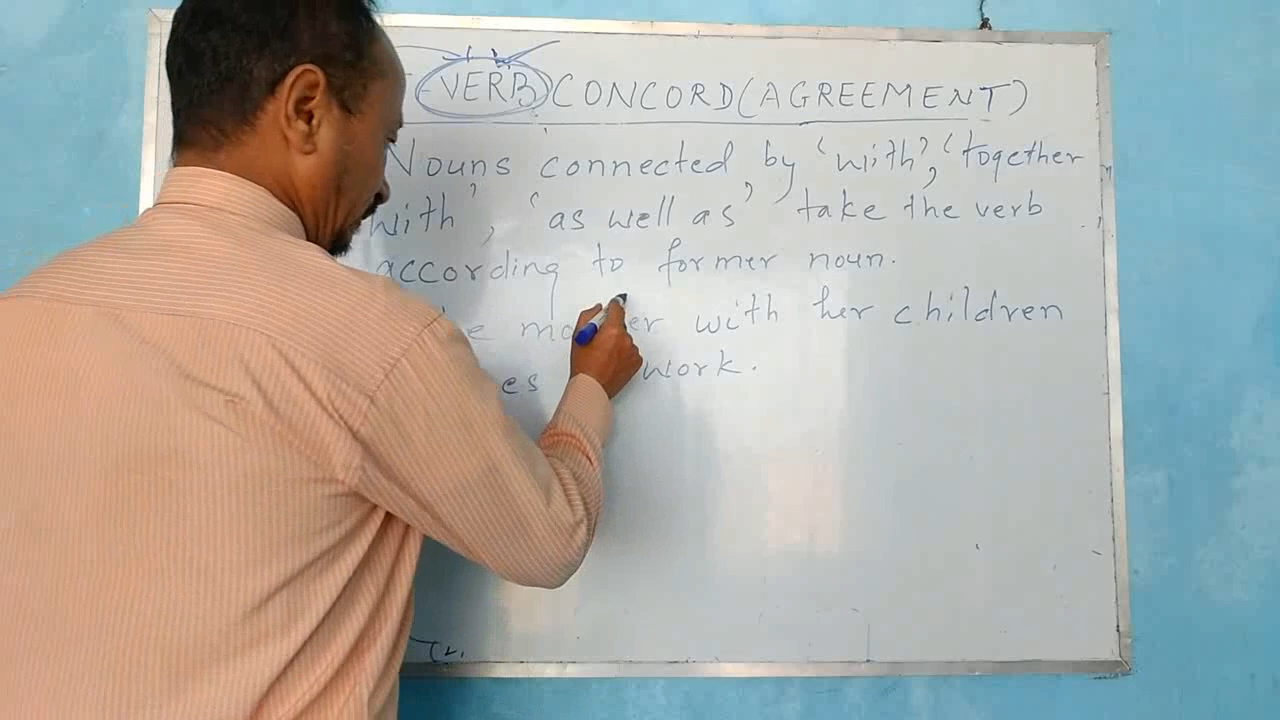 VERB CONCORD (AGREEMENT)
Nouns connected by 'with', 'together
with', 'as well as' take the verb
according to former noun.
with her children
work.